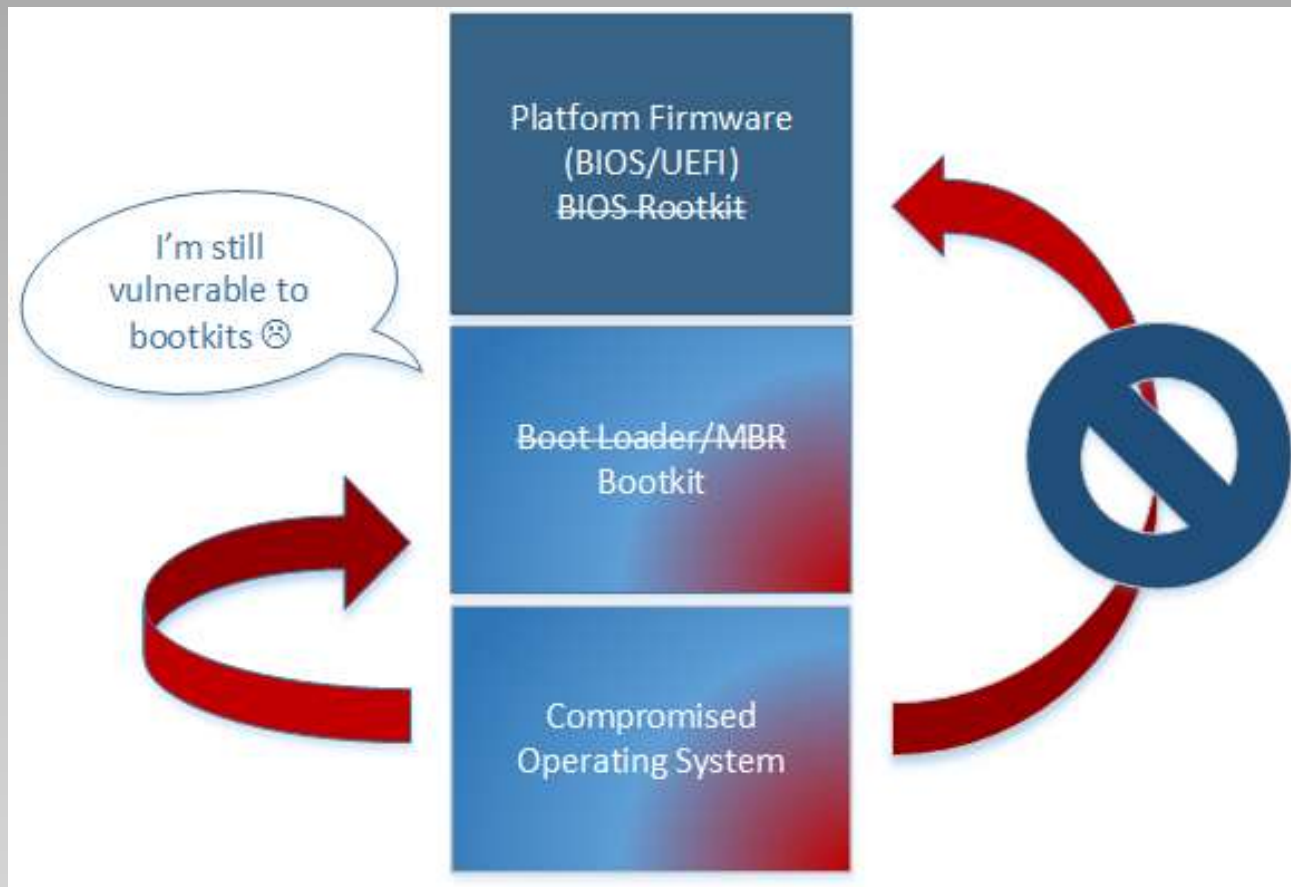 Platform Firmware
(BIOS/UEFI)
BIOS Rootkit
I'm still
vulnerable to
bootkits ☹
Boot Loader/MBR
Bootkit
Compromised
Operating System